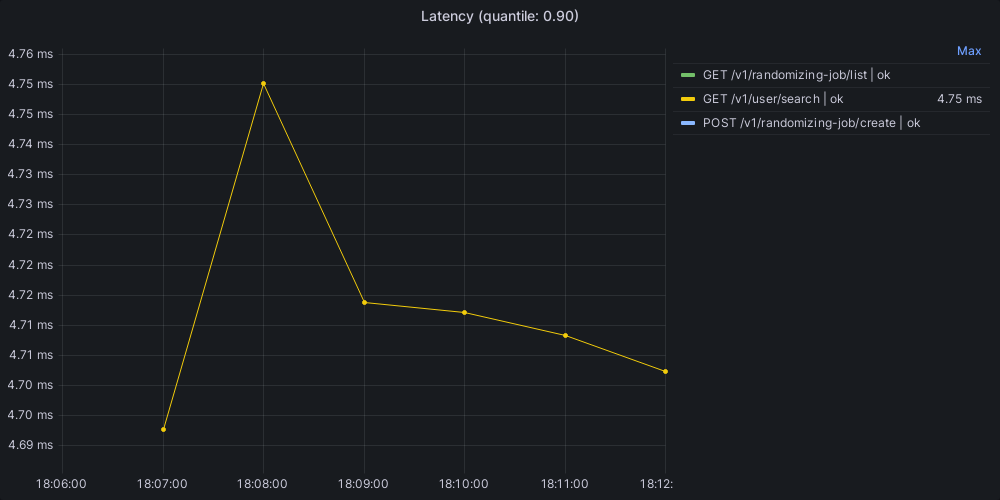 Latency (quantile: 0.90)
4.76 ms
4.75 ms
4.75 ms
4.74 ms
4.73 ms
4.73 ms
4.72 ms
4.72 ms
4.72 ms
4.71 ms
4.71 ms
4.70 ms
4.70 ms
4.69 ms
18:06:00 18:07:00 18:08:00 18:09:00 18:10:00 18:11:00 18:12:
Max
GET /v1/randomizing-job/list | ok
GET /v1/user/search | ok 4.75 ms
POST /v1/randomizing-job/create | ok